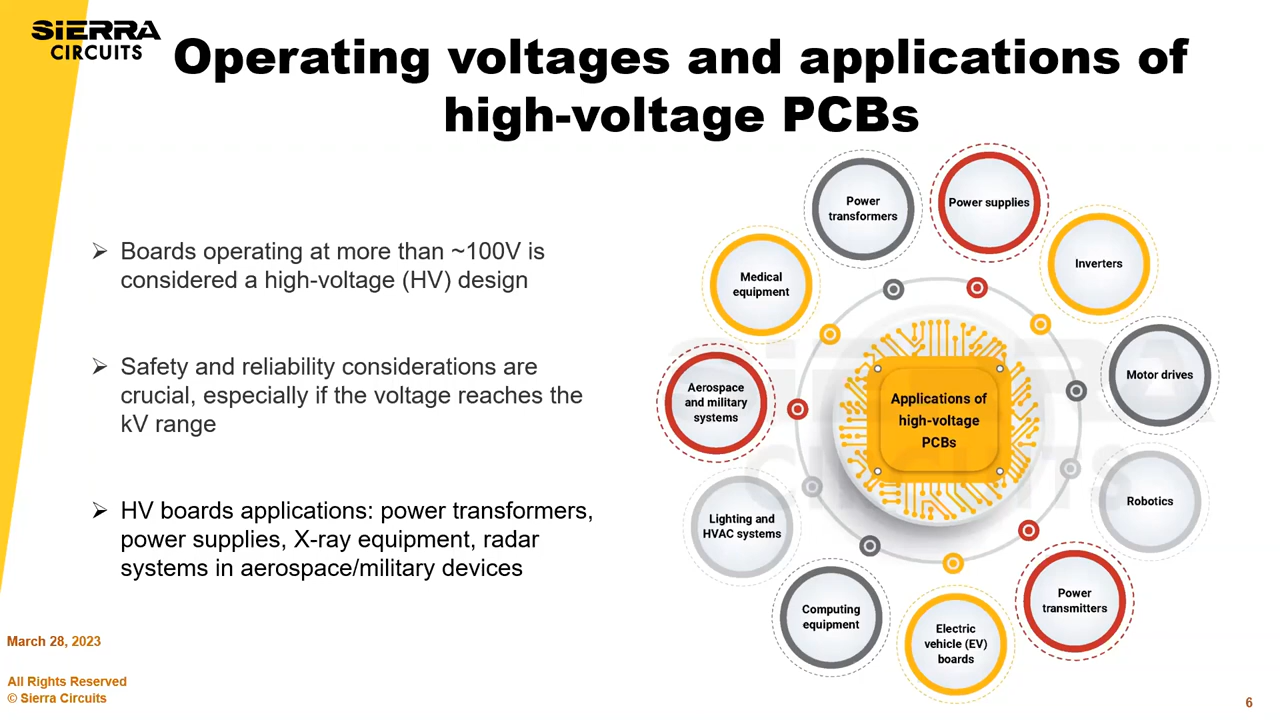 SIERRA
CIRCUITS
Operating voltages and applications of
high-voltage PCBs
➢ Boards operating at more than ~100V is
considered a high-voltage (HV) design
➢ Safety and reliability considerations are
crucial, especially if the voltage reaches the
kV range
➢ HV boards applications: power transformers,
power supplies, X-ray equipment, radar
systems in aerospace/military devices
Power
transformers
Power supplies
Inverters
Motor drives
Robotics
Power
transmitters
Electric
vehicle (EV)
boards
Computing
equipment
Lighting and
HVAC systems
Aerospace
and military
systems
Medical
equipment
Applications of
high-voltage
PCBs
SIERRA
CIRCUITS
March 28, 2023
All Rights Reserved
© Sierra Circuits
6